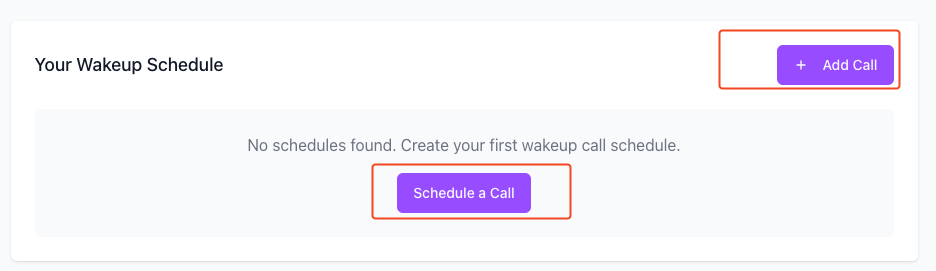 Your Wakeup Schedule
+ Add Call
No schedules found. Create your first wakeup call schedule.
Schedule a Call